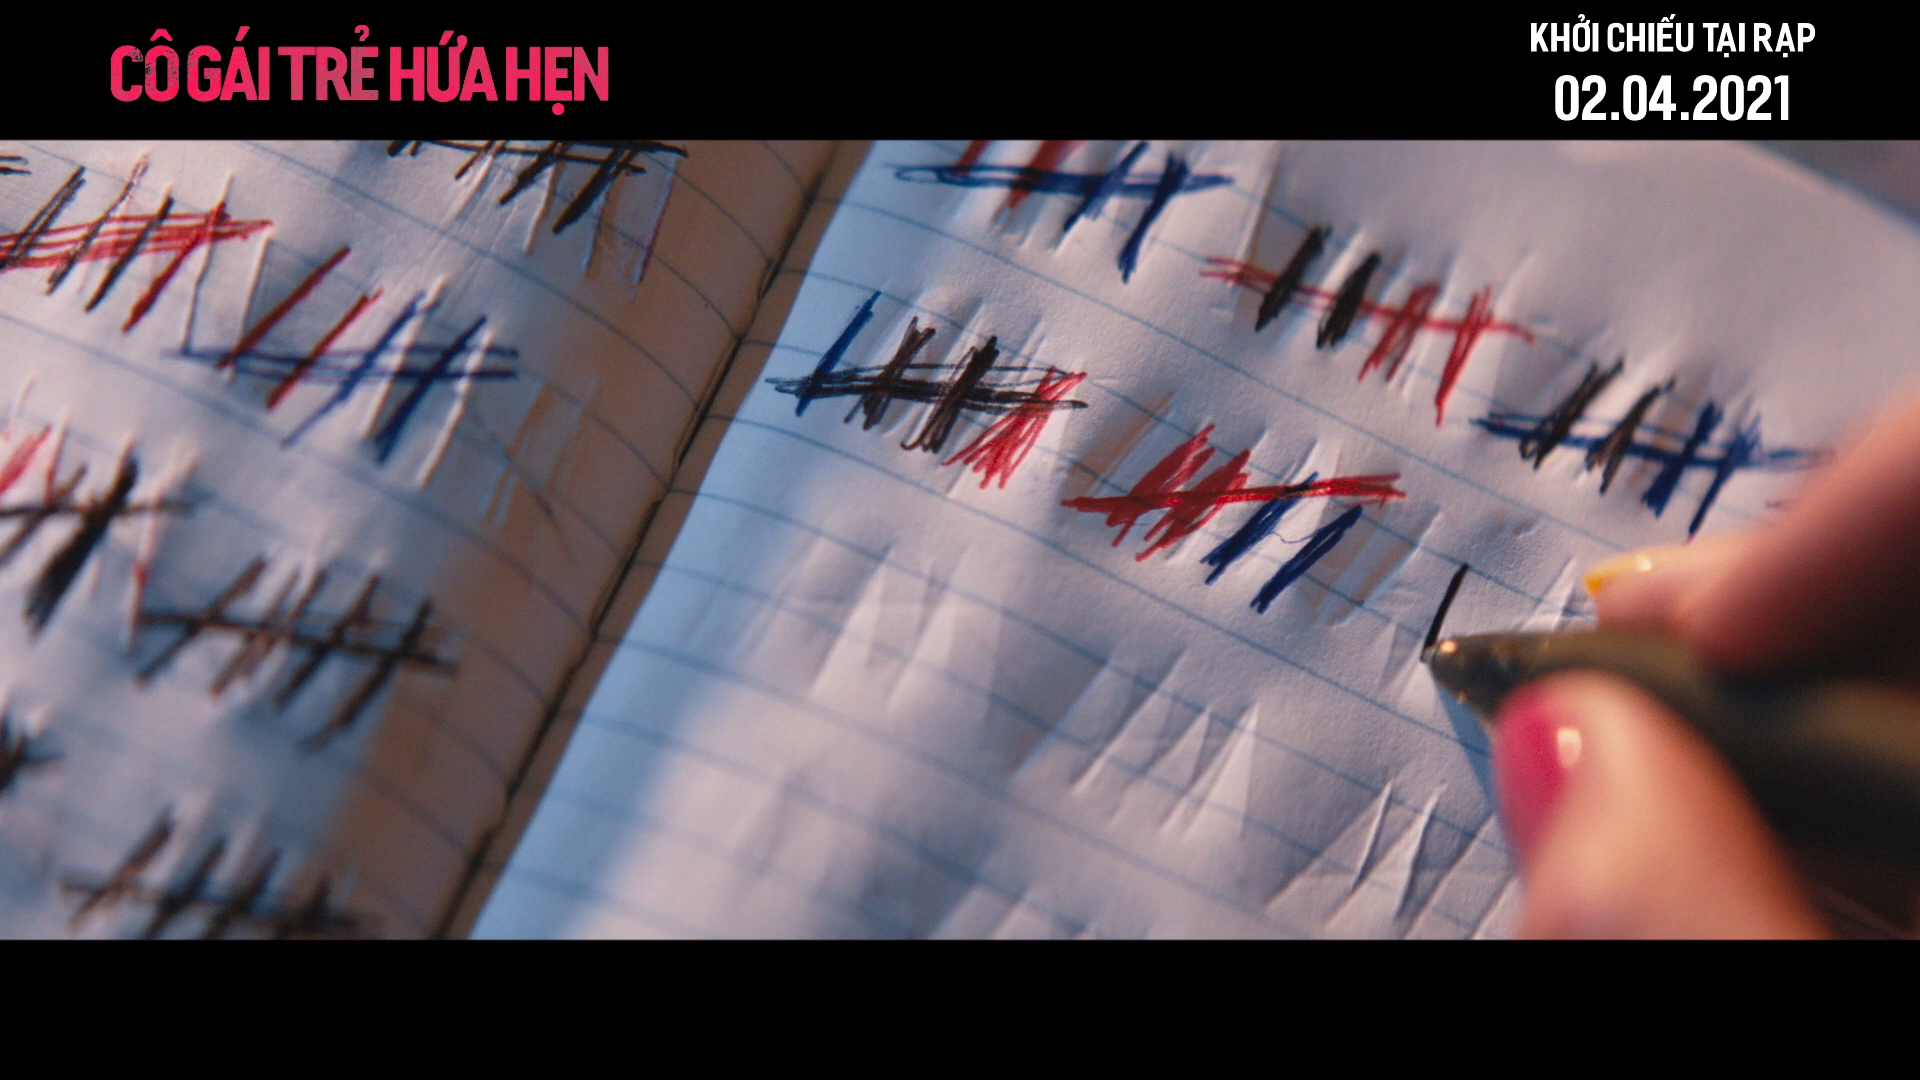 CÔ GÁI TRẺ HỨA HẸN
KHỞI CHIẾU TẠI RẠP
02.04.2021